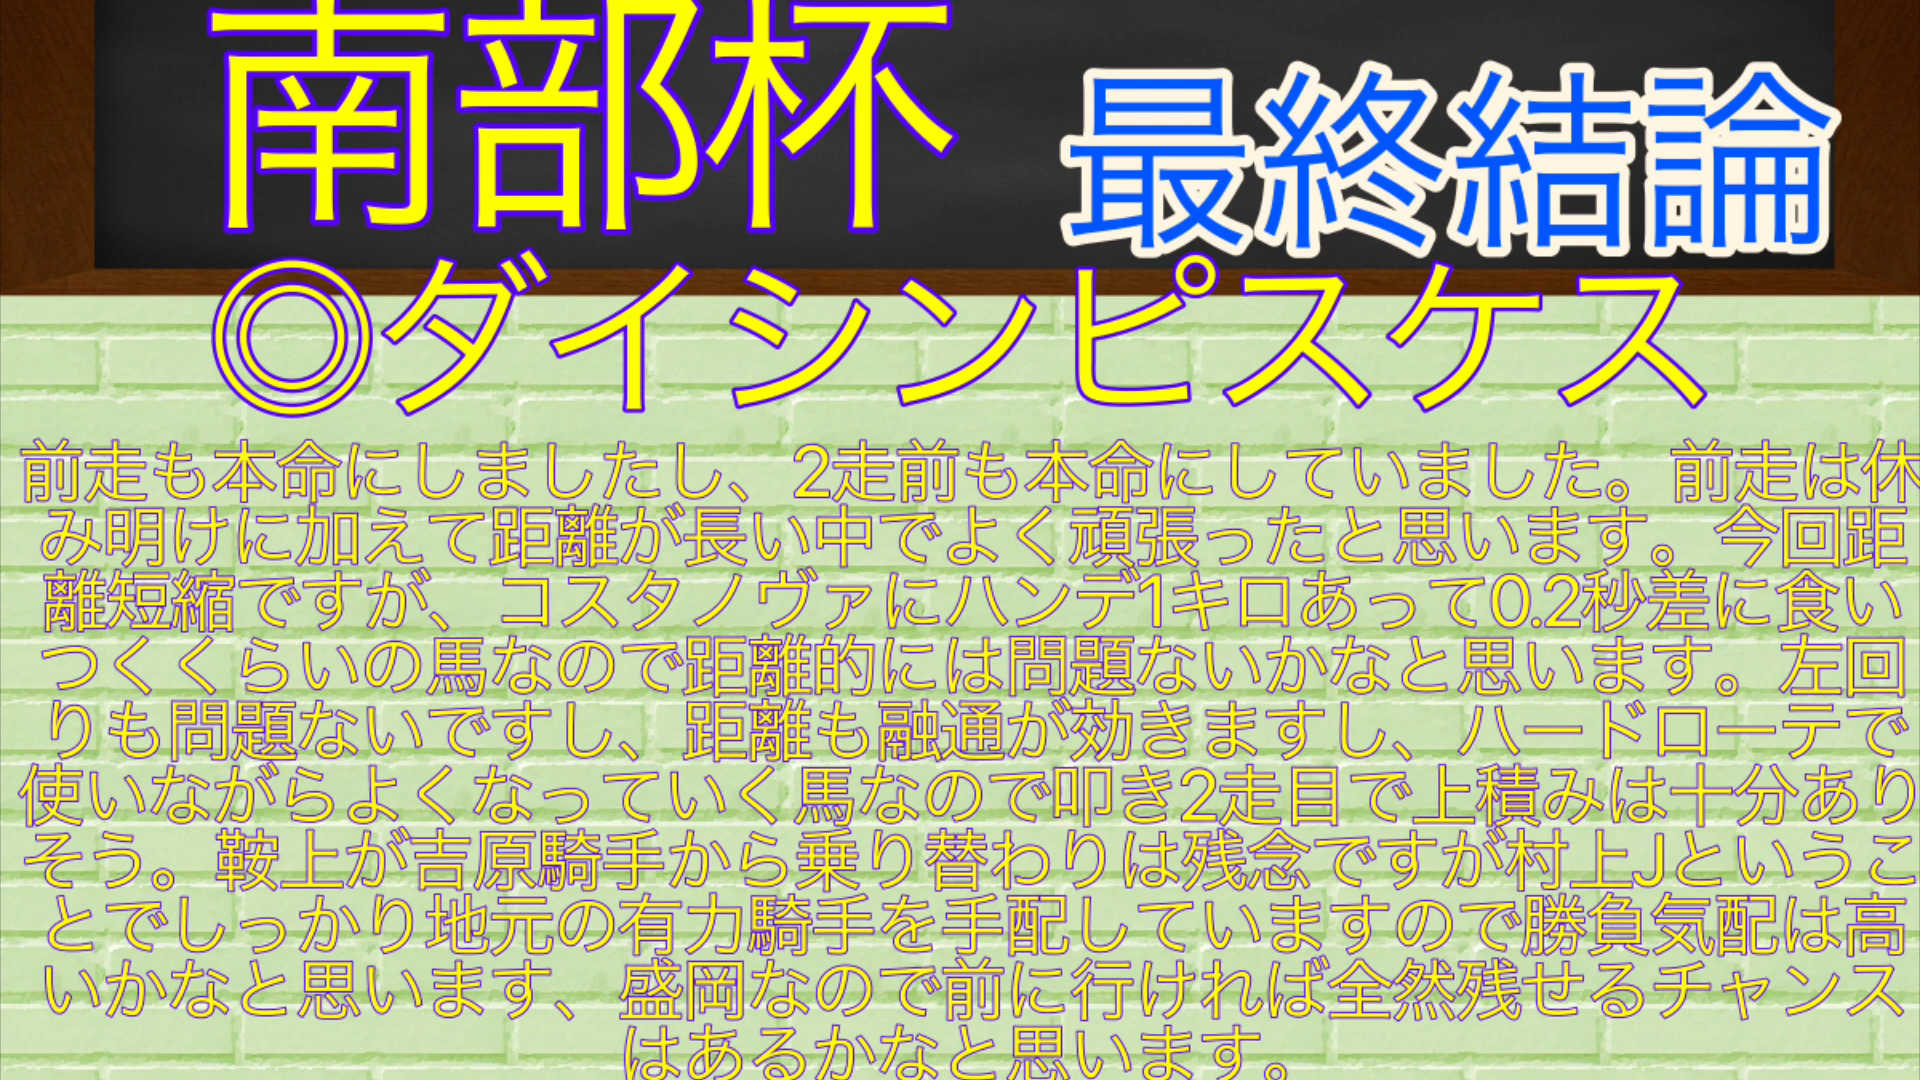 南部杯 最終結論
◎ダイシンピスケス
前走も本命にしましたし、2走前も本命にしていました。前走は休
み明けに加えて距離が長い中でよく頑張ったと思います。今回距
離短縮ですが、コスタノヴァにハンデ1キロあって0.2秒差に食い
つくくらいの馬なので距離的には問題ないかなと思います。左回
りも問題ないですし、距離も融通が効きますし、ハードローテで
使いながらよくなっていく馬なので叩き2走目で上積みは十分あり
そう。鞍上が吉原騎手から乗り替わりは残念ですが村上Jというこ
とでしっかり地元の有力騎手を手配していますので勝負気配は高
いかなと思います、盛岡なので前に行ければ全然残せるチャンス
はあるかなと思います。